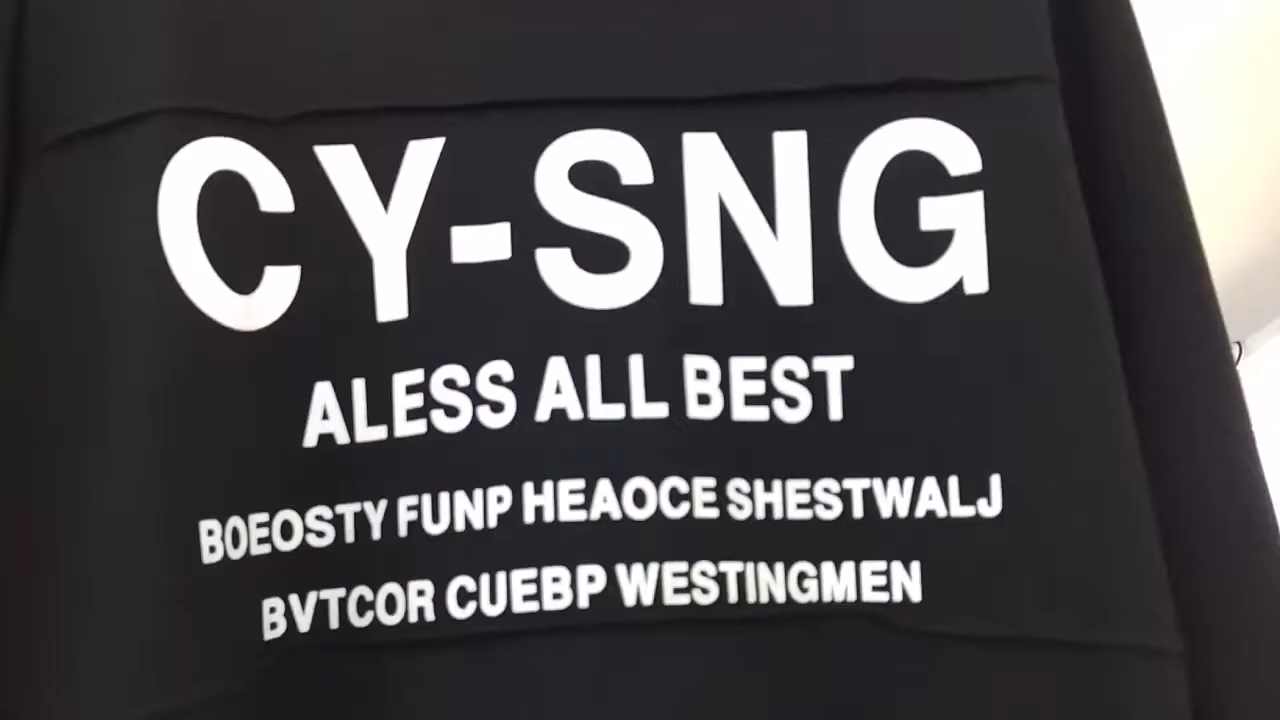 CY-SNG
ALESS ALL BEST
BOEOSTY FUNP HEAOCE SHESTWALJ
BVTCOR CUEBP WESTINGMEN